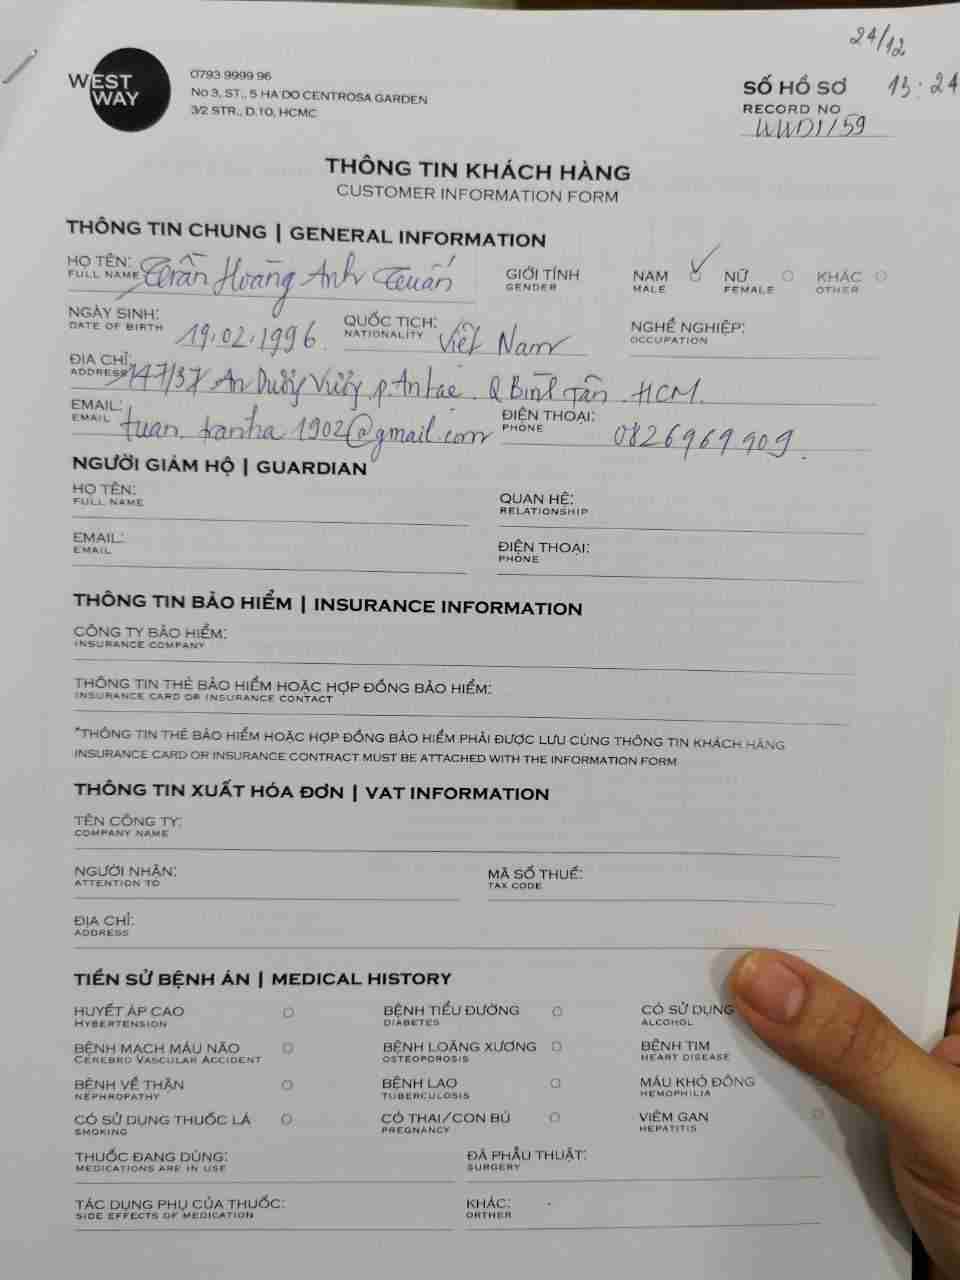 24/12
WEST
WAY
0793 9999 96
No 3, ST., 5 HA DO CENTROSA GARDEN
3/2 STR., D.10, HCMC
SỐ HỒ SƠ 13:24
RECORD NO
WWD1/59
THÔNG TIN KHÁCH HÀNG
CUSTOMER INFORMATION FORM
THÔNG TIN CHUNG | GENERAL INFORMATION
HỌ TÊN: Trần Hoàng Anh Tuấn GIỚI TÍNH NAM NỮ KHÁC
FULL NAME GENDER MALE FEMALE OTHER
NGÀY SINH: 19.02.1996 QUỐC TỊCH: Việt Nam NGHỀ NGHIỆP:
DATE OF BIRTH NATIONALITY OCCUPATION
ĐỊA CHỈ: 147/37 An Dương Vương, p. An Lạc. Q Bình Tân. HCM.
ADDRESS
EMAIL: tuan.tranha1902@gmail.com ĐIỆN THOẠI: 0826969909.
EMAIL PHONE
NGƯỜI GIÁM HỘ | GUARDIAN
HỌ TÊN: QUAN HỆ:
FULL NAME RELATIONSHIP
EMAIL: ĐIỆN THOẠI:
EMAIL PHONE
THÔNG TIN BẢO HIỂM | INSURANCE INFORMATION
CÔNG TY BẢO HIỂM:
INSURANCE COMPANY
THÔNG TIN THẺ BẢO HIỂM HOẶC HỢP ĐỒNG BẢO HIỂM:
INSURANCE CARD OR INSURANCE CONTACT
*THÔNG TIN THẺ BẢO HIỂM HOẶC HỢP ĐỒNG BẢO HIỂM PHẢI ĐƯỢC LƯU CÙNG THÔNG TIN KHÁCH HÀNG
INSURANCE CARD OR INSURANCE CONTRACT MUST BE ATTACHED WITH THE INFORMATION FORM
THÔNG TIN XUẤT HÓA ĐƠN | VAT INFORMATION
TÊN CÔNG TY:
COMPANY NAME
NGƯỜI NHẬN: MÃ SỐ THUẾ:
ATTENTION TO TAX CODE
ĐỊA CHỈ:
ADDRESS
TIỀN SỬ BỆNH ÁN | MEDICAL HISTORY
HUYẾT ÁP CAO BỆNH TIỂU ĐƯỜNG CÓ SỬ DỤNG
HYBERTENSION DIABETES ALCOHOL
BỆNH MẠCH MÁU NÃO BỆNH LOÃNG XƯƠNG BỆNH TIM
CEREBRO VASCULAR ACCIDENT OSTEOPOROSIS HEART DISEASE
BỆNH VỀ THẬN BỆNH LAO MÁU KHÓ ĐÔNG
NEPHROPATHY TUBERCULOSIS HEMOPHILIA
CÓ SỬ DỤNG THUỐC LÁ CÓ THAI/CON BÚ VIÊM GAN
SMOKING PREGNANCY HEPATITIS
THUỐC ĐANG DÙNG: ĐÃ PHẪU THUẬT:
MEDICATIONS ARE IN USE SURGERY
TÁC DỤNG PHỤ CỦA THUỐC: KHÁC:
SIDE EFFECTS OF MEDICATION ORTHER